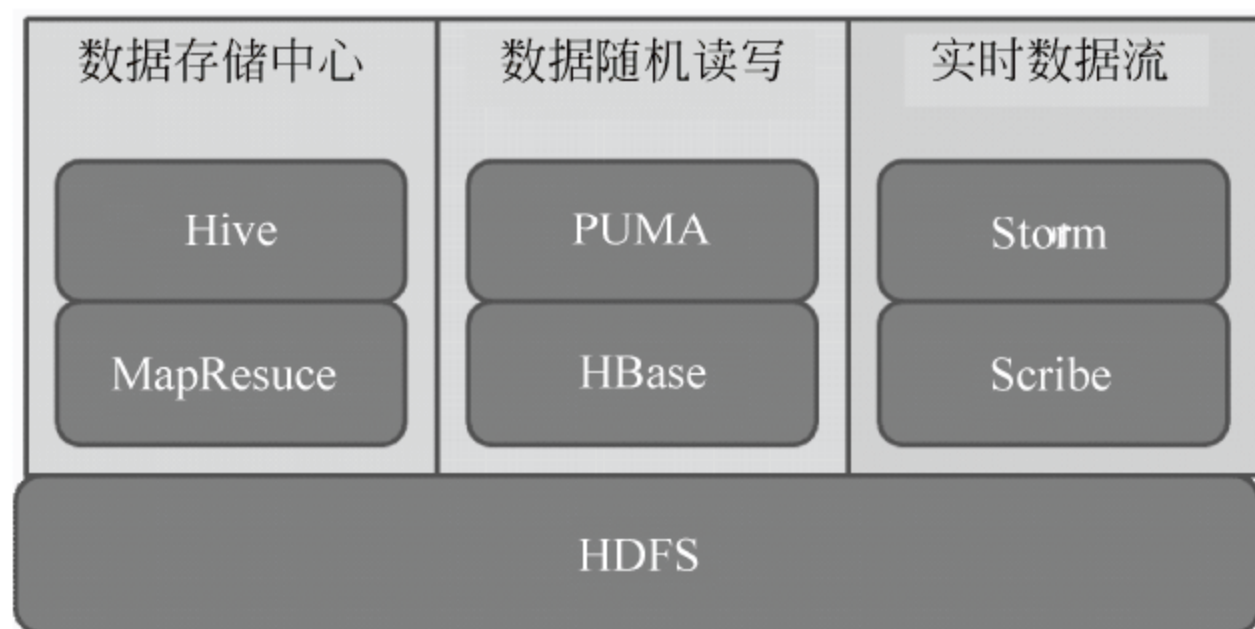 数据存储中心
数据随机读写
实时数据流
Hive
PUMA
Storm
MapResuce
HBase
Scribe
HDFS